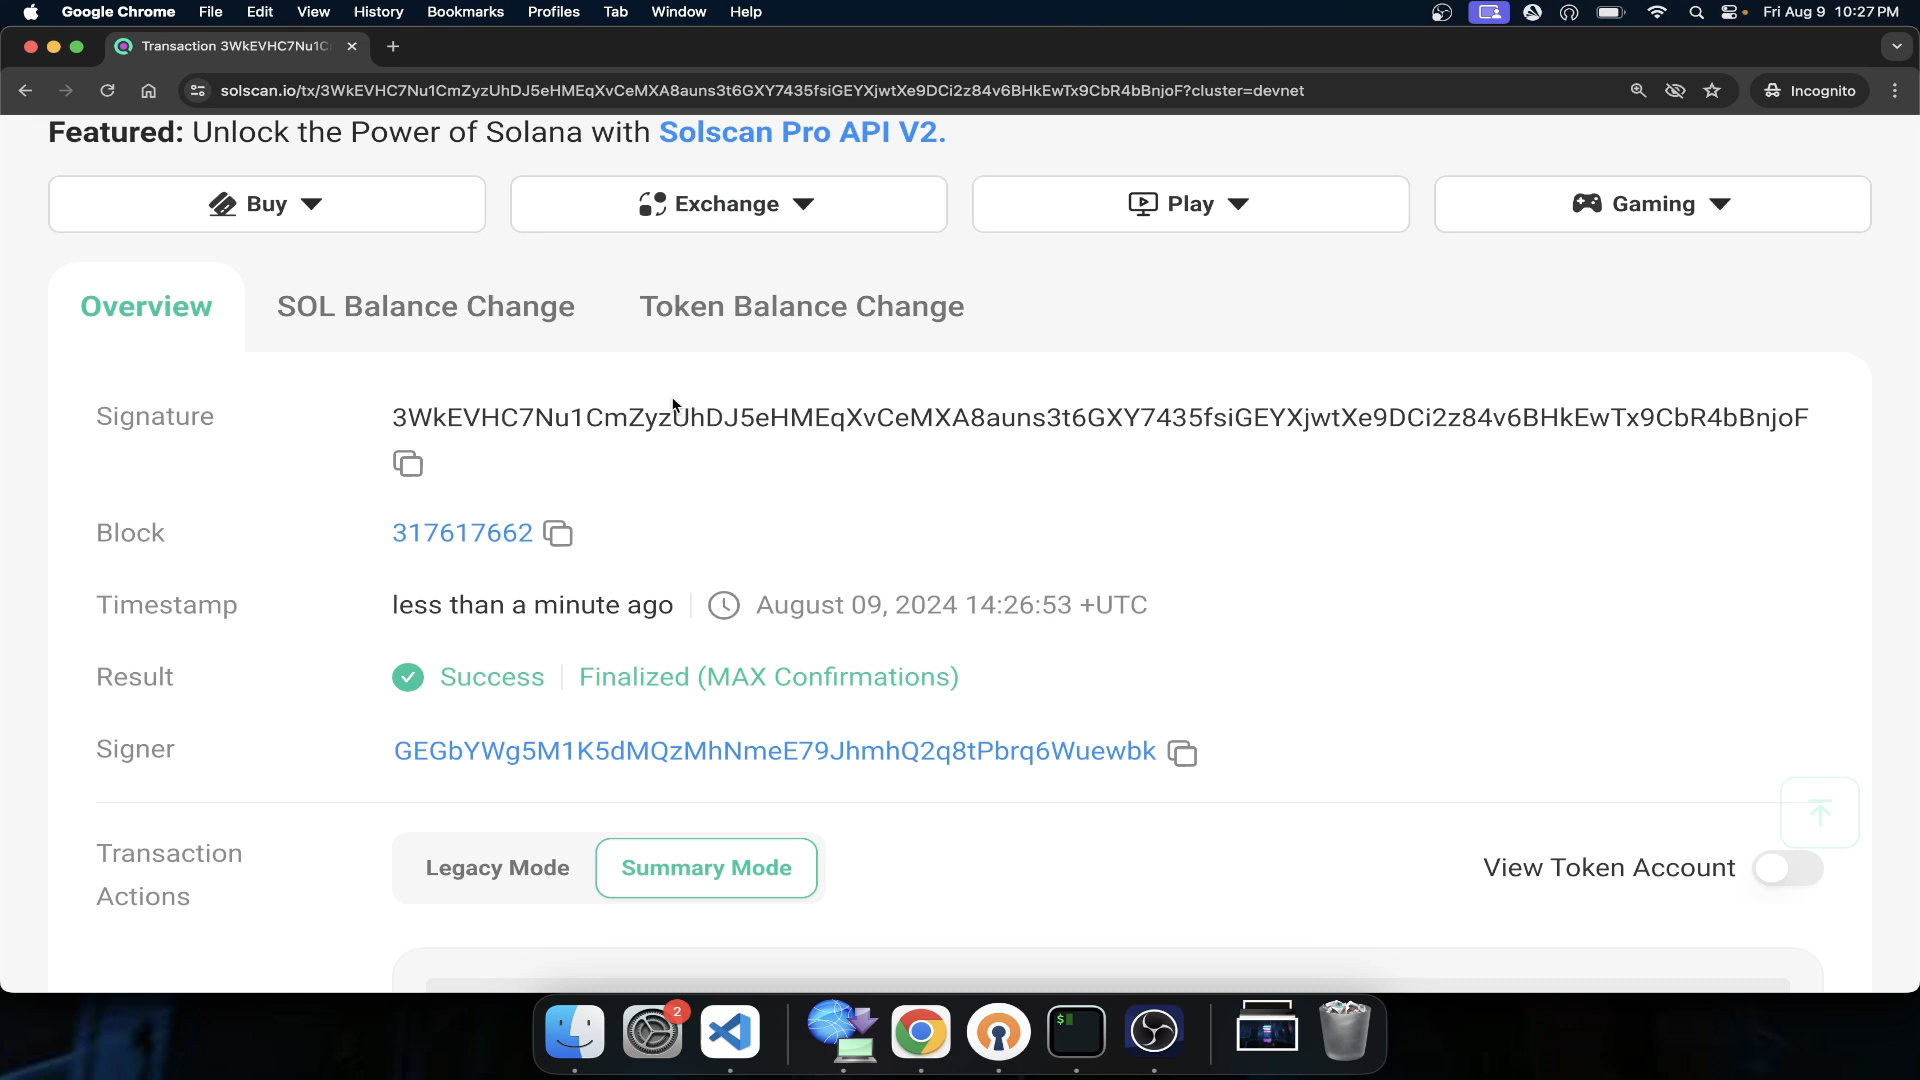 Google Chrome File Edit View History Bookmarks Profiles Tab Window Help Fri Aug 9 10:27 PM
Transaction 3WkEVHC7Nu1C
solscan.io/tx/3WkEVHC7Nu1CmZyzUhDJ5eHMEqXvCeMXA8auns3t6GXY7435fsiGEYXjwtXe9DCi2z84v6BHkEwTx9CbR4bBnjoF?cluster=devnet Incognito
Featured: Unlock the Power of Solana with Solscan Pro API V2.
Buy Exchange Play Gaming
Overview SOL Balance Change Token Balance Change
Signature 3WkEVHC7Nu1CmZyzUhDJ5eHMEqXvCeMXA8auns3t6GXY7435fsiGEYXjwtXe9DCi2z84v6BHkEwTx9CbR4bBnjoF
Block 317617662
Timestamp less than a minute ago August 09, 2024 14:26:53 +UTC
Result Success Finalized (MAX Confirmations)
Signer GEGbYWg5M1K5dMQzMhNmeE79JhmhQ2q8tPbrq6Wuewbk
Transaction
Actions
Legacy Mode Summary Mode View Token Account
2
$